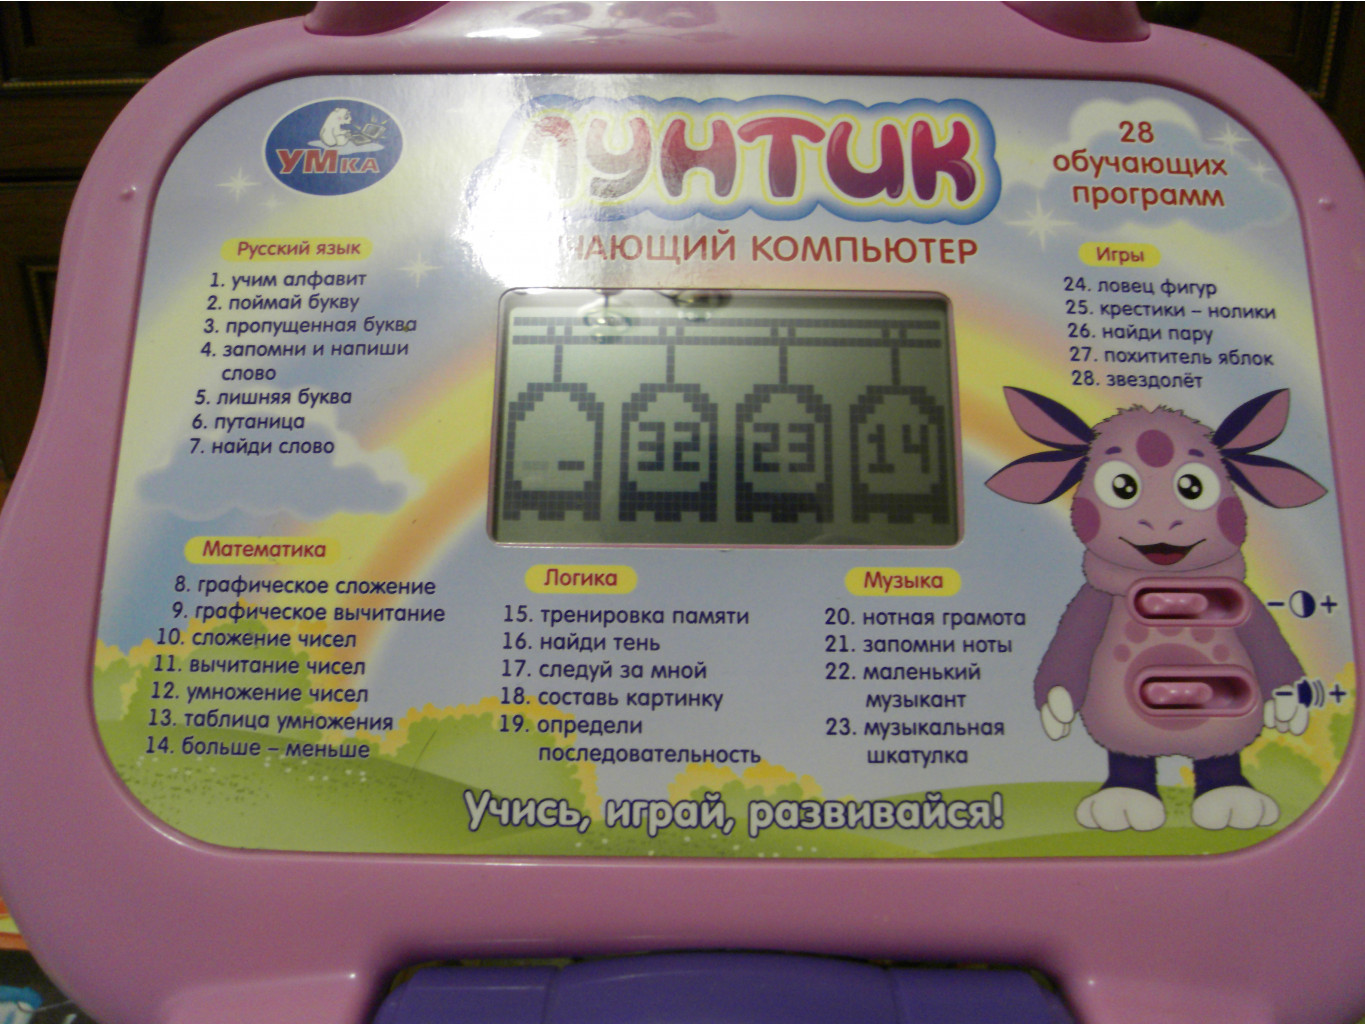 УМка
ЛУНТИК
28
обучающих
программ
ЧАЮЩИЙ КОМПЬЮТЕР
Русский язык
1. учим алфавит
2. поймай букву
3. пропущенная буква
4. запомни и напиши
слово
5. лишняя буква
6. путаница
7. найди слово
Игры
24. ловец фигур
25. крестики – нолики
26. найди пару
27. похититель яблок
28. звездолёт
_ 32 23 14
Математика
8. графическое сложение
9. графическое вычитание
10. сложение чисел
11. вычитание чисел
12. умножение чисел
13. таблица умножения
14. больше – меньше
Логика
15. тренировка памяти
16. найди тень
17. следуй за мной
18. составь картинку
19. определи
последовательность
Музыка
20. нотная грамота
21. запомни ноты
22. маленький
музыкант
23. музыкальная
шкатулка
– +
– +
Учись, играй, развивайся!